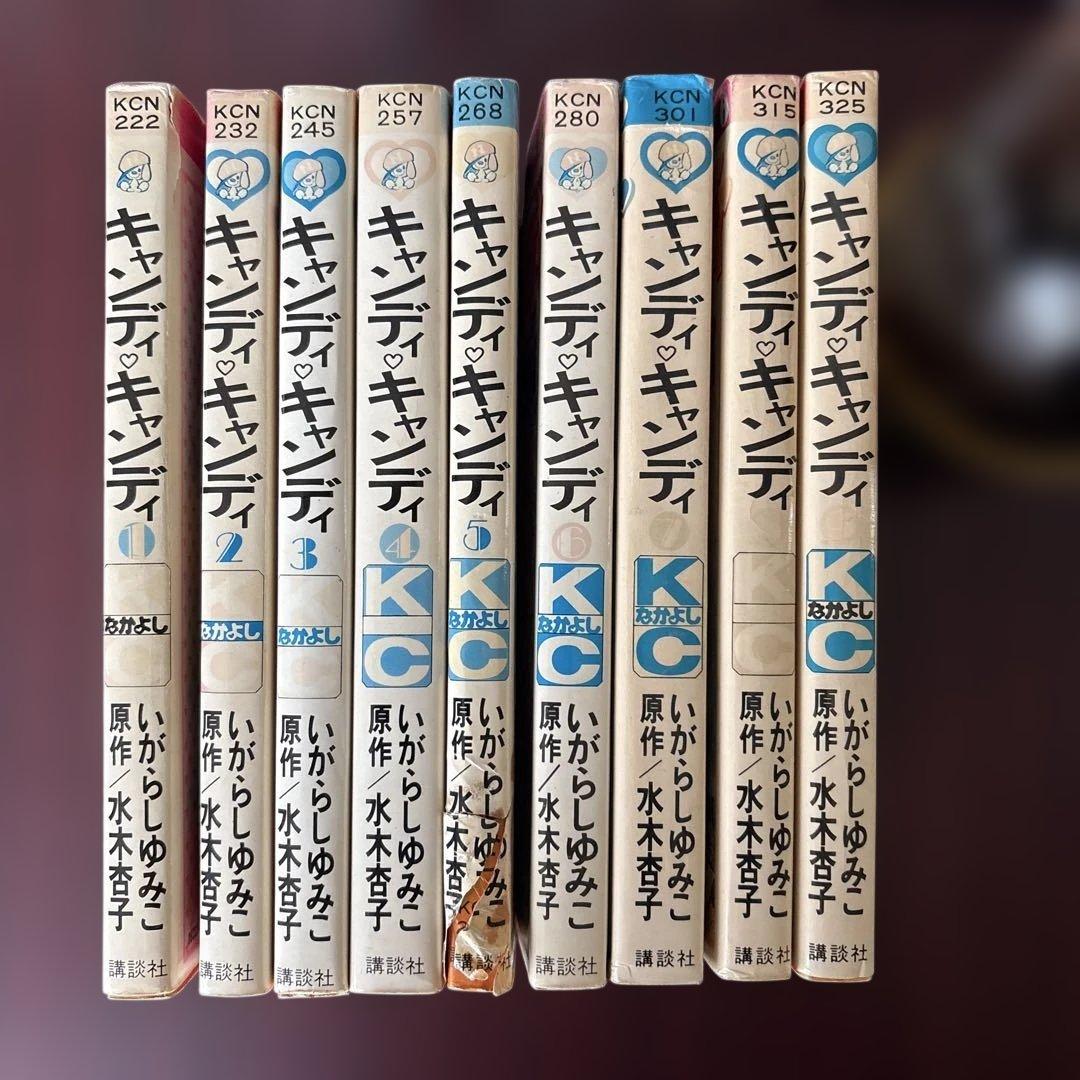 KCN
222
キャンディ♡キャンディ
1
なかよし
原作/水木杏子
いがらしゆみこ
講談社
KCN
232
キャンディ♡キャンディ
2
K
なかよし
C
原作/水木杏子
いがらしゆみこ
講談社
KCN
245
キャンディ♡キャンディ
3
K
なかよし
C
原作/水木杏子
いがらしゆみこ
講談社
KCN
257
キャンディ♡キャンディ
4
K
C
原作/水木杏子
いがらしゆみこ
講談社
KCN
268
キャンディ♡キャンディ
5
K
なかよし
C
原作/水木杏子
いがらしゆみこ
講談社
KCN
280
キャンディ♡キャンディ
6
K
なかよし
C
原作/水木杏子
いがらしゆみこ
講談社
KCN
301
キャンディ♡キャンディ
7
K
なかよし
C
原作/水木杏子
いがらしゆみこ
講談社
KCN
315
キャンディ♡キャンディ
K
C
原作/水木杏子
いがらしゆみこ
講談社
KCN
325
キャンディ♡キャンディ
K
なかよし
C
原作/水木杏子
いがらしゆみこ
講談社